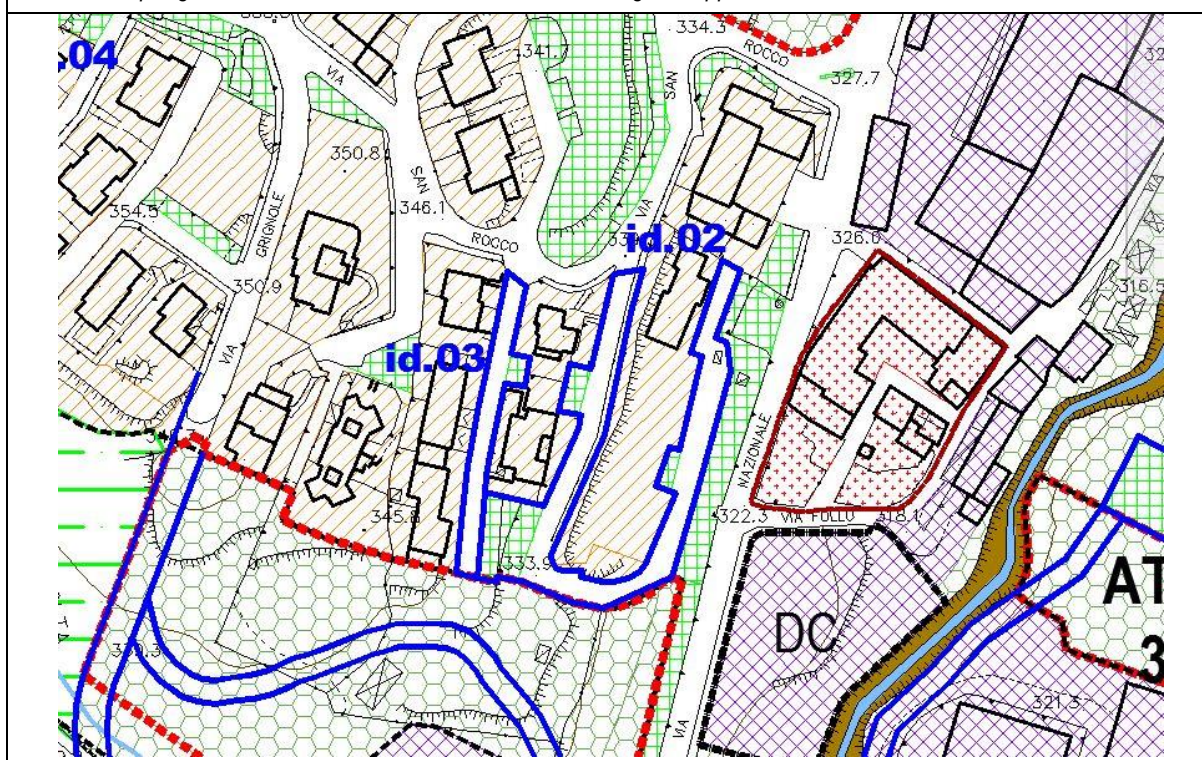 334.3
ROCCO
327.7
.04
341.7
SAN
VIA
350.8
SAN
346.1
354.5
GRIGNOLE
ROCCO
VIA
id.02
326.6
316.5
VIA
350.9
id.03
VIA
NAZIONALE
345.8
322.3 VIA FOLLO 318.1
333.9
DC
AT
3
321.3
VIA